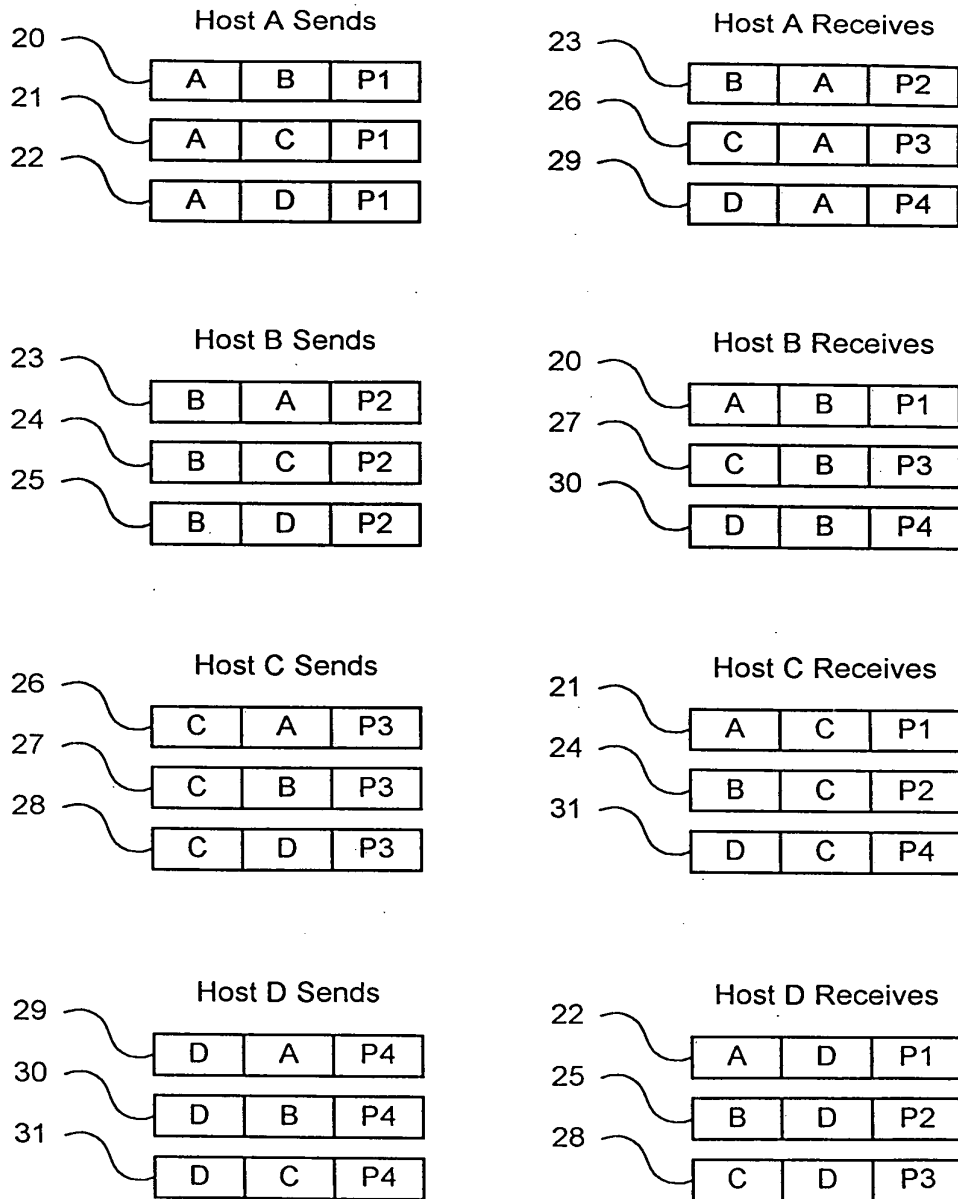 Host A Sends
20 A B P1
21 A C P1
22 A D P1
Host A Receives
23 B A P2
26 C A P3
29 D A P4
Host B Sends
23 B A P2
24 B C P2
25 B D P2
Host B Receives
20 A B P1
27 C B P3
30 D B P4
Host C Sends
26 C A P3
27 C B P3
28 C D P3
Host C Receives
21 A C P1
24 B C P2
31 D C P4
Host D Sends
29 D A P4
30 D B P4
31 D C P4
Host D Receives
22 A D P1
25 B D P2
28 C D P3